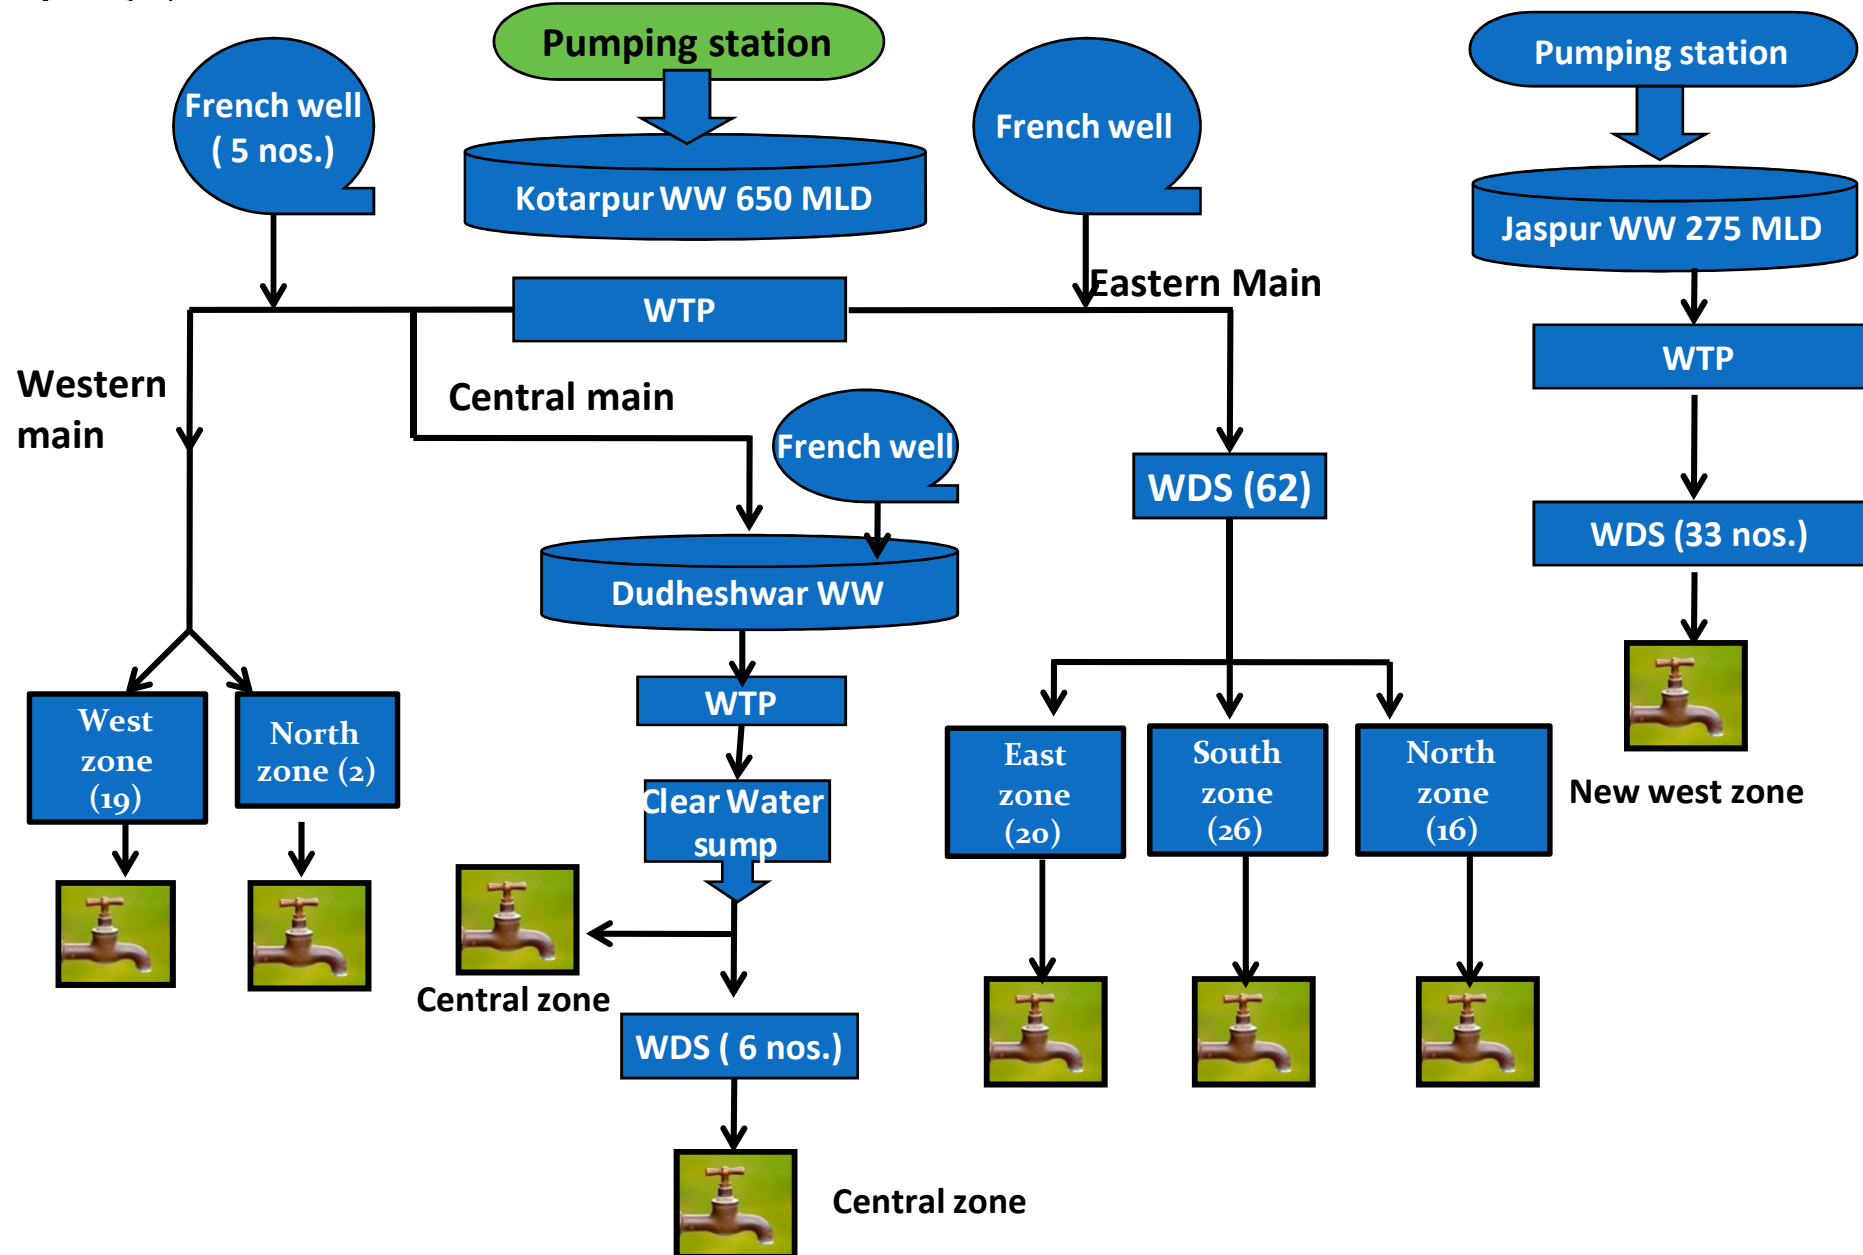 Pumping station
Pumping station
French well
( 5 nos.)
French well
Kotarpur WW 650 MLD
Jaspur WW 275 MLD
Eastern Main
WTP
WTP
Western
main
Central main
French well
WDS (62)
WDS (33 nos.)
Dudheshwar WW
WTP
West
zone
(19)
North
zone (2)
East
zone
(20)
South
zone
(26)
North
zone
(16)
New west zone
Clear Water
sump
Central zone
WDS ( 6 nos.)
Central zone